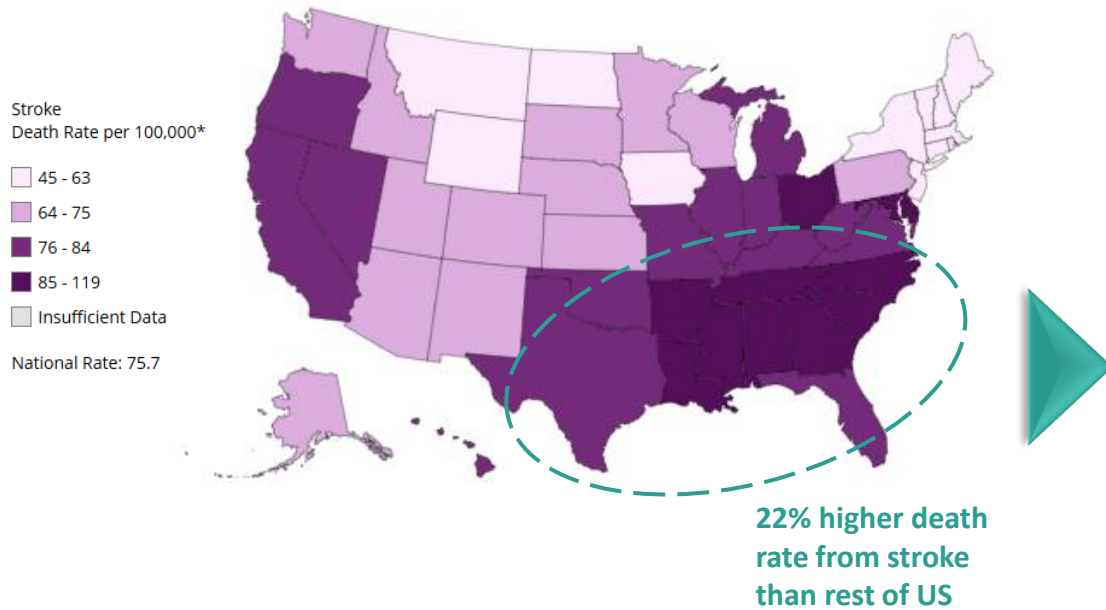 Stroke
Death Rate per 100,000*
45 - 63
64 - 75
76 - 84
85 - 119
Insufficient Data
National Rate: 75.7
22% higher death
rate from stroke
than rest of US